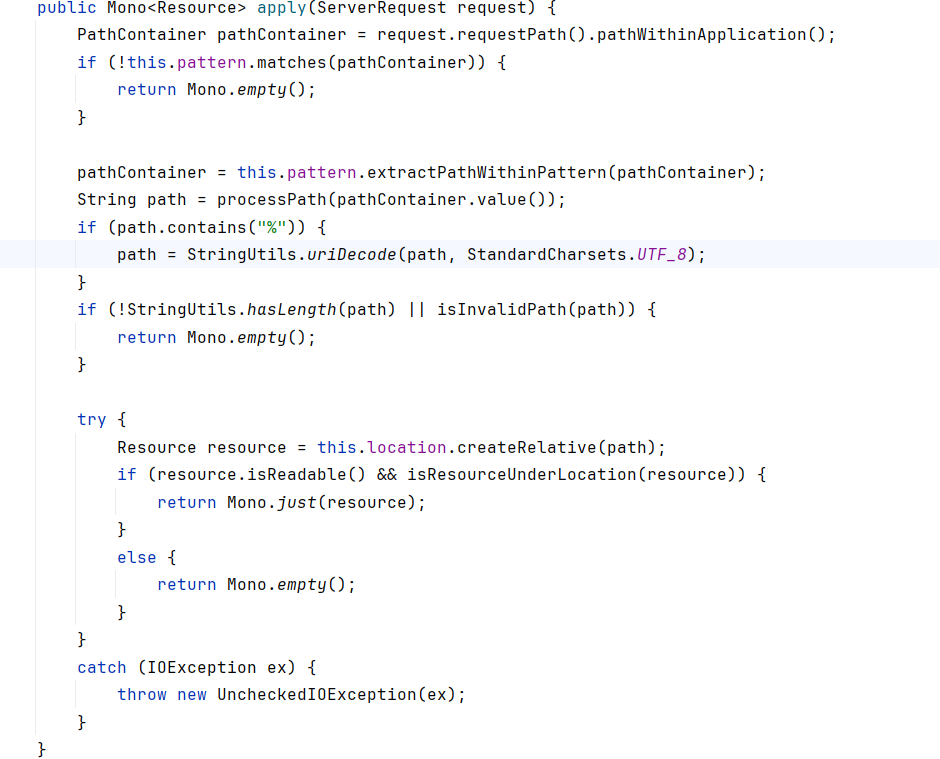 public Mono<Resource> apply(ServerRequest request) {
    PathContainer pathContainer = request.requestPath().pathWithinApplication();
    if (!this.pattern.matches(pathContainer)) {
        return Mono.empty();
    }

    pathContainer = this.pattern.extractPathWithinPattern(pathContainer);
    String path = processPath(pathContainer.value());
    if (path.contains("%")) {
        path = StringUtils.uriDecode(path, StandardCharsets.UTF_8);
    }
    if (!StringUtils.hasLength(path) || isInvalidPath(path)) {
        return Mono.empty();
    }

    try {
        Resource resource = this.location.createRelative(path);
        if (resource.isReadable() && isResourceUnderLocation(resource)) {
            return Mono.just(resource);
        }
        else {
            return Mono.empty();
        }
    }
    catch (IOException ex) {
        throw new UncheckedIOException(ex);
    }
}